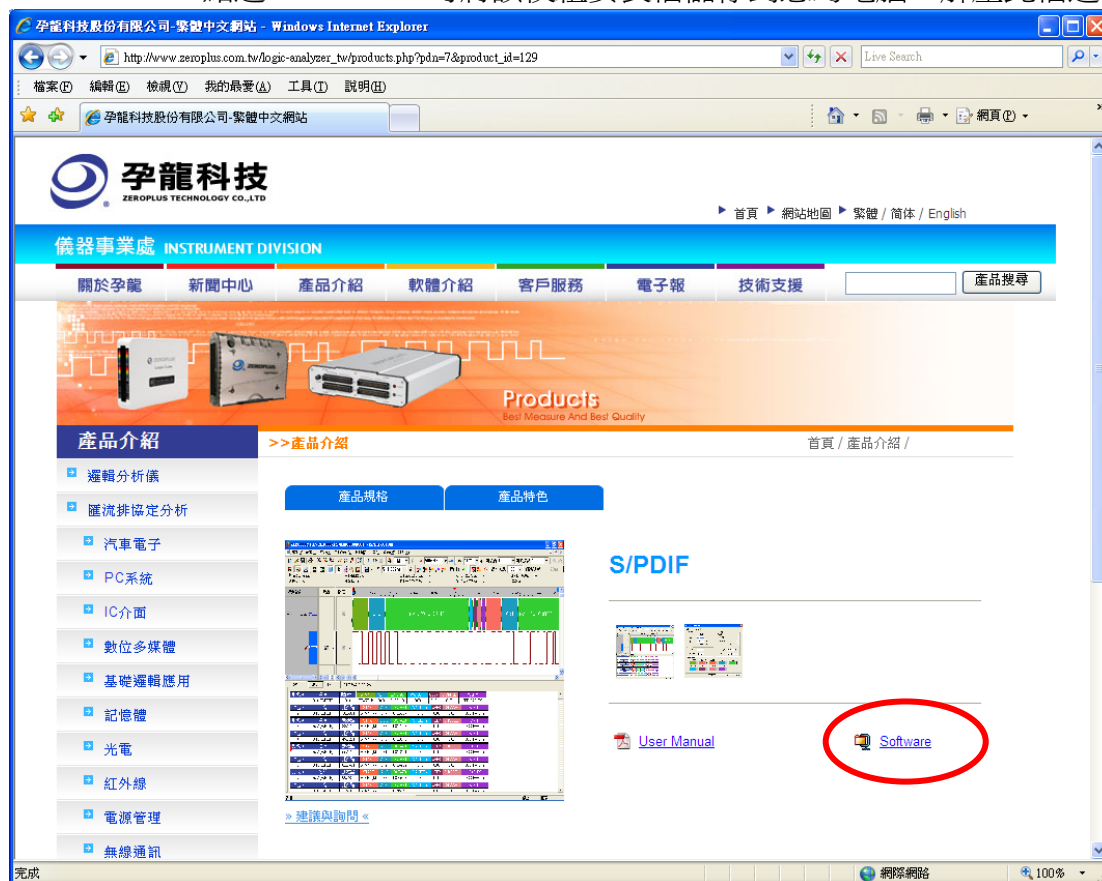 孕龍科技股份有限公司-繁體中文網站 - Windows Internet Explorer
http://www.zeroplus.com.tw/logic-analyzer_tw/products.php?pdn=7&product_id=129
Live Search
檔案(F) 編輯(E) 檢視(V) 我的最愛(A) 工具(T) 說明(H)
孕龍科技股份有限公司-繁體中文網站
網頁(P)
孕龍科技
ZEROPLUS TECHNOLOGY CO.,LTD
首頁 網站地圖 繁體 / 简体 / English
儀器事業處 INSTRUMENT DIVISION
關於孕龍 新聞中心 產品介紹 軟體介紹 客戶服務 電子報 技術支援 產品搜尋
Products
Best Measure And Best Quality
產品介紹
>>產品介紹
首頁 / 產品介紹 /
邏輯分析儀
匯流排協定分析
汽車電子
PC系統
IC介面
數位多媒體
基礎邏輯應用
記憶體
光電
紅外線
電源管理
無線通訊
產品規格 產品特色
S/PDIF
User Manual Software
» 建議與詢問 «
完成
網際網路
100%